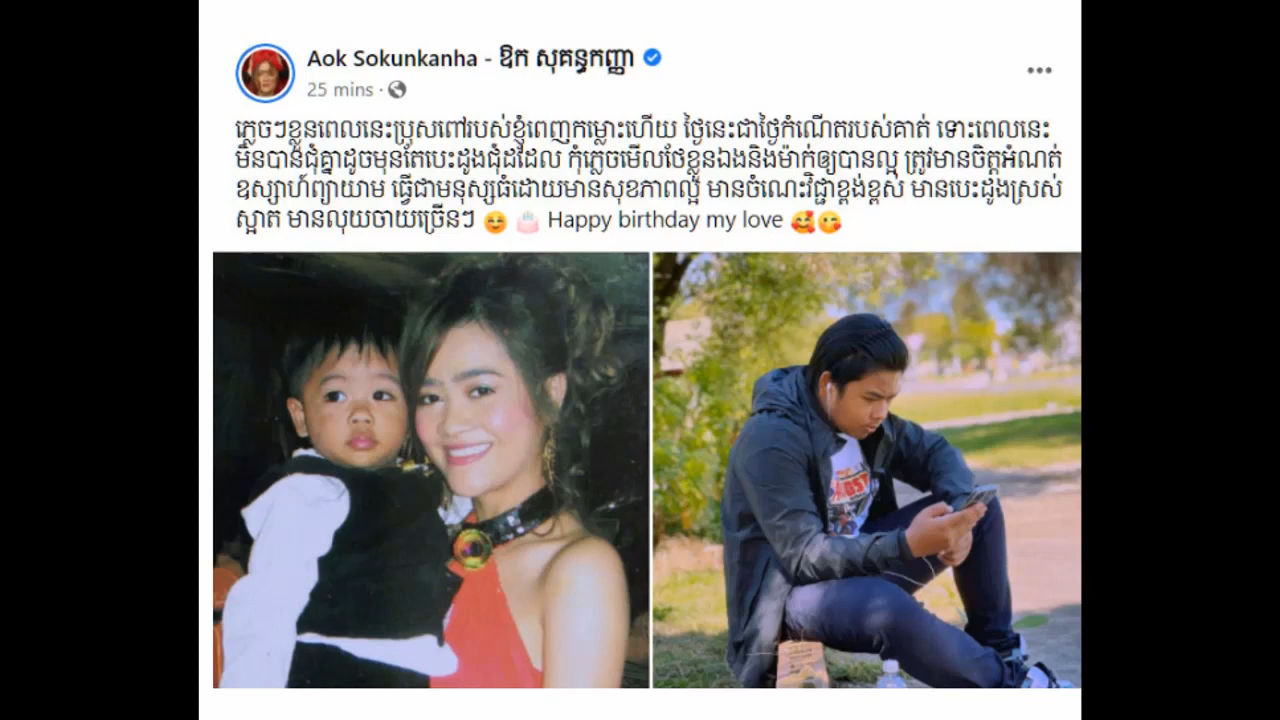 Aok Sokunkanha - ឱក សុគន្ធកញ្ញា
25 mins ·
ភ្លេចៗខ្លួនពេលនេះប្រុសពៅរបស់ខ្ញុំពេញកម្លោះហើយ ថ្ងៃនេះជាថ្ងៃកំណើតរបស់គាត់ ទោះពេលនេះ
មិនបានជុំគ្នាដូចមុនតែបេះដូងជុំដដែល កុំភ្លេចមើលថែខ្លួនឯងនិងម៉ាក់ឲ្យបានល្អ ត្រូវមានចិត្តអំណត់
ឧស្សាហ៍ព្យាយាម ធ្វើជាមនុស្សធំដោយមានសុខភាពល្អ មានចំណេះវិជ្ជាខ្ពង់ខ្ពស់ មានបេះដូងស្រស់
ស្អាត មានលុយចាយច្រើនៗ ☺️ 🎂 Happy birthday my love 🥰😘